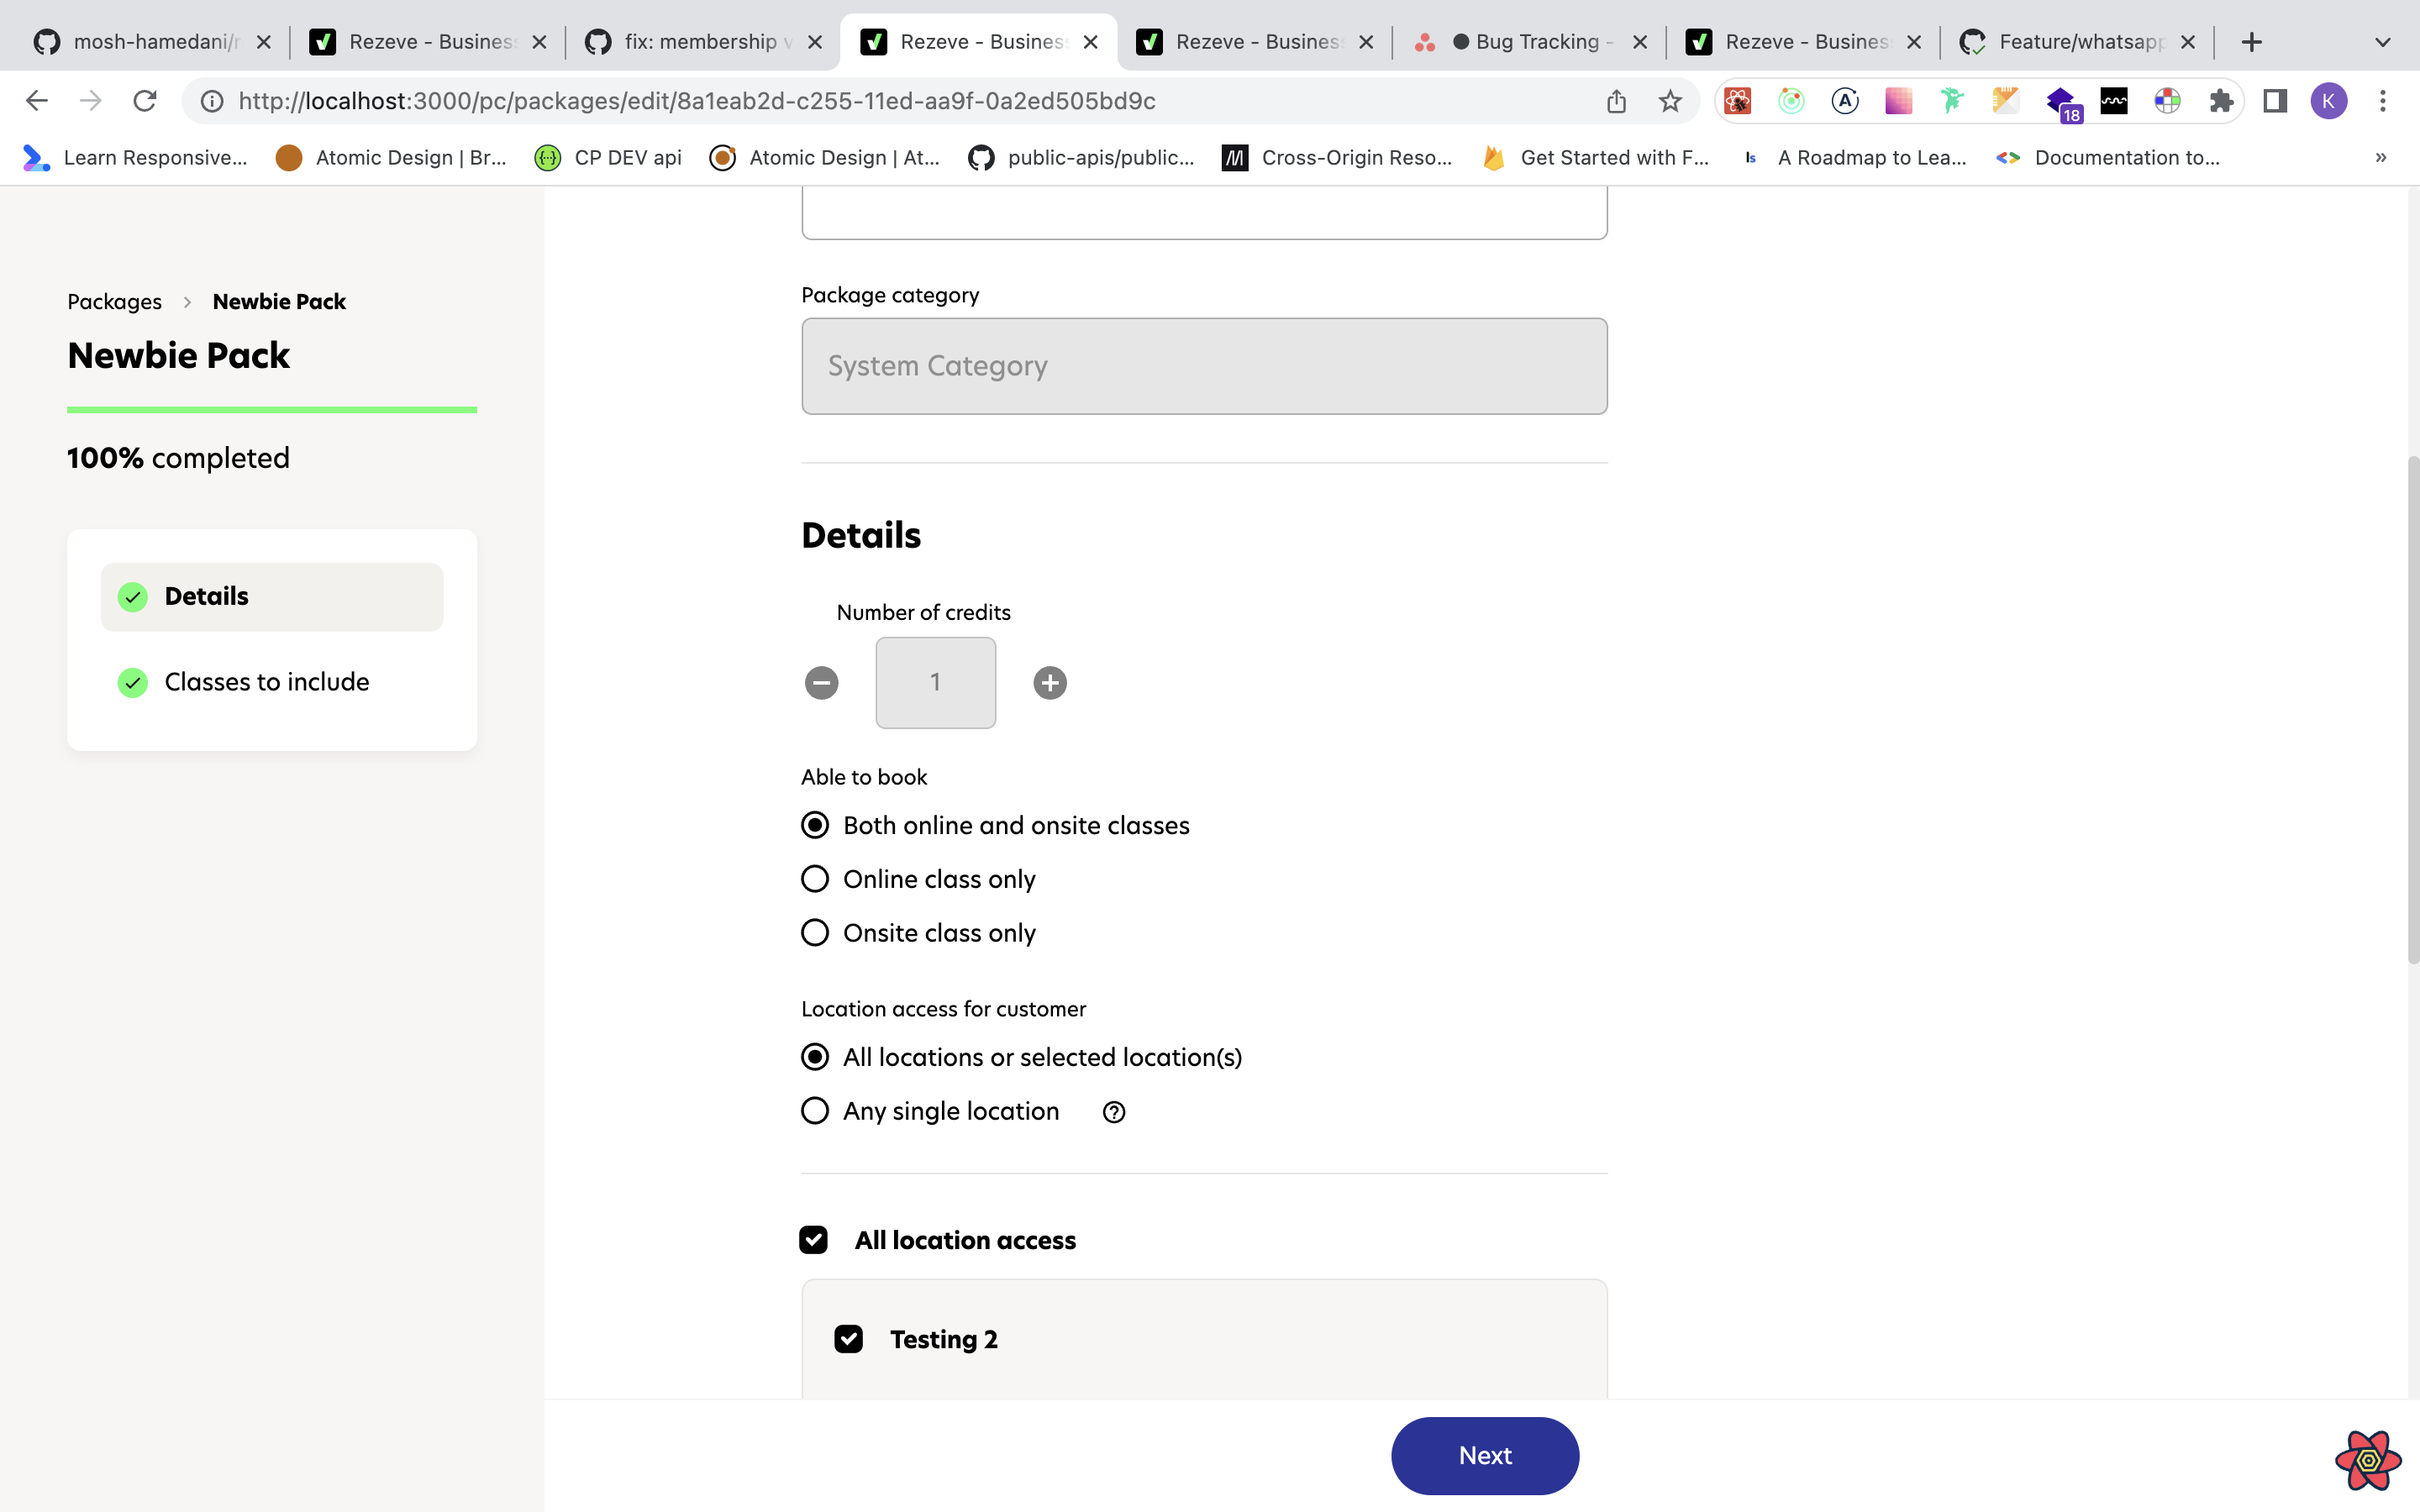 mosh-hamedani/r
Rezeve - Business
fix: membership v
Rezeve - Business
Rezeve - Business
Bug Tracking -
Rezeve - Business
Feature/whatsapp
http://localhost:3000/pc/packages/edit/8a1eab2d-c255-11ed-aa9f-0a2ed505bd9c
A
18
K
Learn Responsive...
Atomic Design | Br...
CP DEV api
Atomic Design | At...
public-apis/public...
Cross-Origin Reso...
Get Started with F...
ls
A Roadmap to Lea...
Documentation to...
»
Packages > Newbie Pack
Newbie Pack
100% completed
Details
Classes to include
Package category
System Category
Details
Number of credits
1
Able to book
Both online and onsite classes
Online class only
Onsite class only
Location access for customer
All locations or selected location(s)
Any single location
All location access
Testing 2
Next